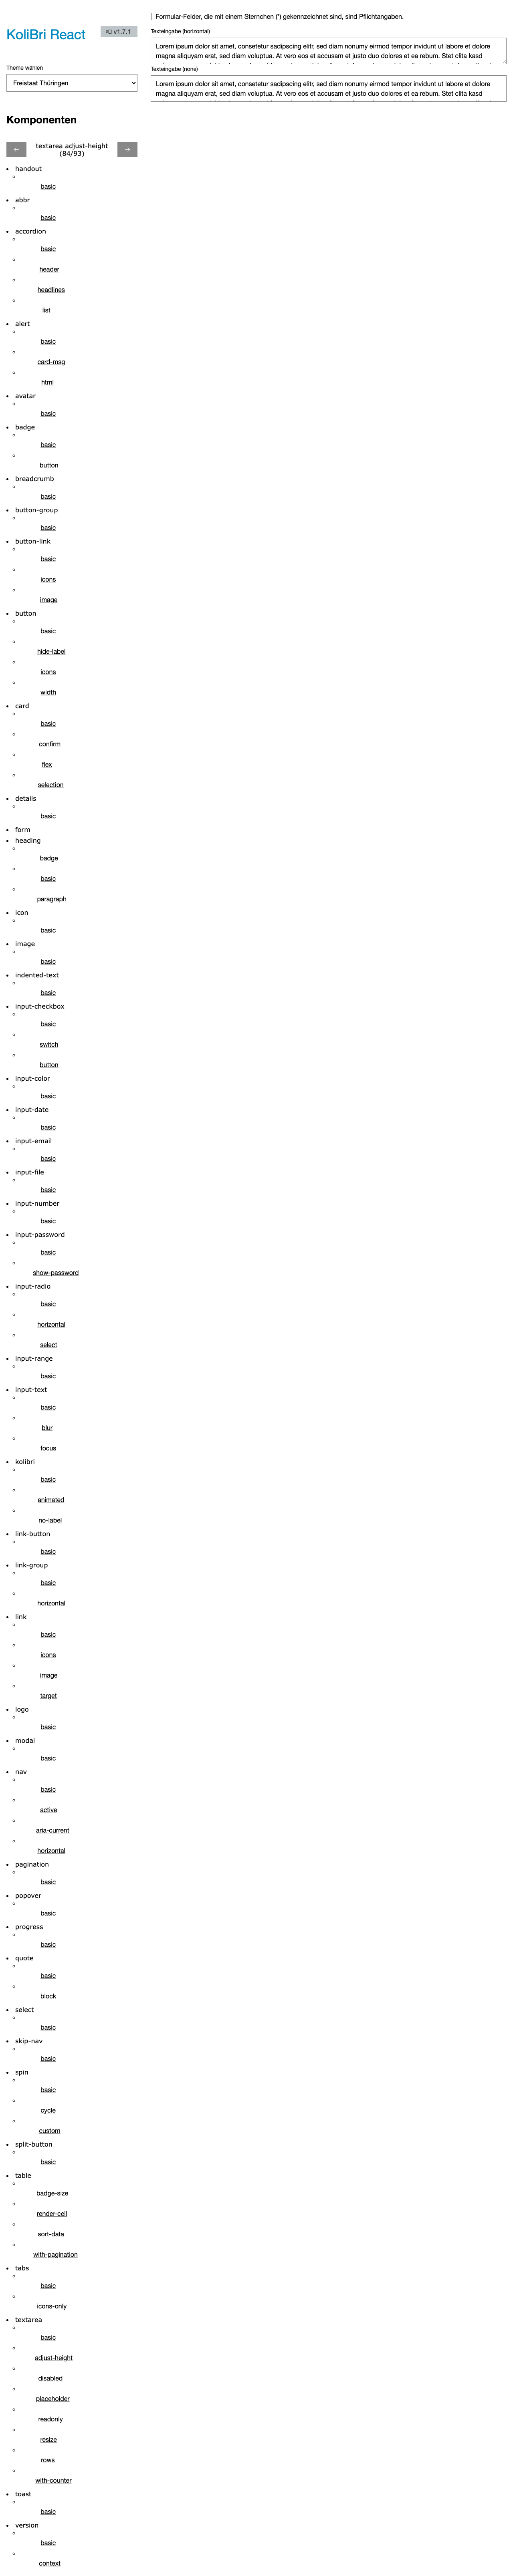 KoliBri React
v1.7.1
Theme wählen
Freistaat Thüringen
Komponenten
textarea adjust-height
(84/93)
handout
basic
abbr
basic
accordion
basic
header
headlines
list
alert
basic
card-msg
html
avatar
basic
badge
basic
button
breadcrumb
basic
button-group
basic
button-link
basic
icons
image
button
basic
hide-label
icons
width
card
basic
confirm
flex
selection
details
basic
form
heading
badge
basic
paragraph
icon
basic
image
basic
indented-text
basic
input-checkbox
basic
switch
button
input-color
basic
input-date
basic
input-email
basic
input-file
basic
input-number
basic
input-password
basic
show-password
input-radio
basic
horizontal
select
input-range
basic
input-text
basic
blur
focus
kolibri
basic
animated
no-label
link-button
basic
link-group
basic
horizontal
link
basic
icons
image
target
logo
basic
modal
basic
nav
basic
active
aria-current
horizontal
pagination
basic
popover
basic
progress
basic
quote
basic
block
select
basic
skip-nav
basic
spin
basic
cycle
custom
split-button
basic
table
badge-size
render-cell
sort-data
with-pagination
tabs
basic
icons-only
textarea
basic
adjust-height
disabled
placeholder
readonly
resize
rows
with-counter
toast
basic
version
basic
context
Formular-Felder, die mit einem Sternchen (*) gekennzeichnet sind, sind Pflichtangaben.
Texteingabe (horizontal)
Lorem ipsum dolor sit amet, consetetur sadipscing elitr, sed diam nonumy eirmod tempor invidunt ut labore et dolore
magna aliquyam erat, sed diam voluptua. At vero eos et accusam et justo duo dolores et ea rebum. Stet clita kasd
Texteingabe (none)
Lorem ipsum dolor sit amet, consetetur sadipscing elitr, sed diam nonumy eirmod tempor invidunt ut labore et dolore
magna aliquyam erat, sed diam voluptua. At vero eos et accusam et justo duo dolores et ea rebum. Stet clita kasd